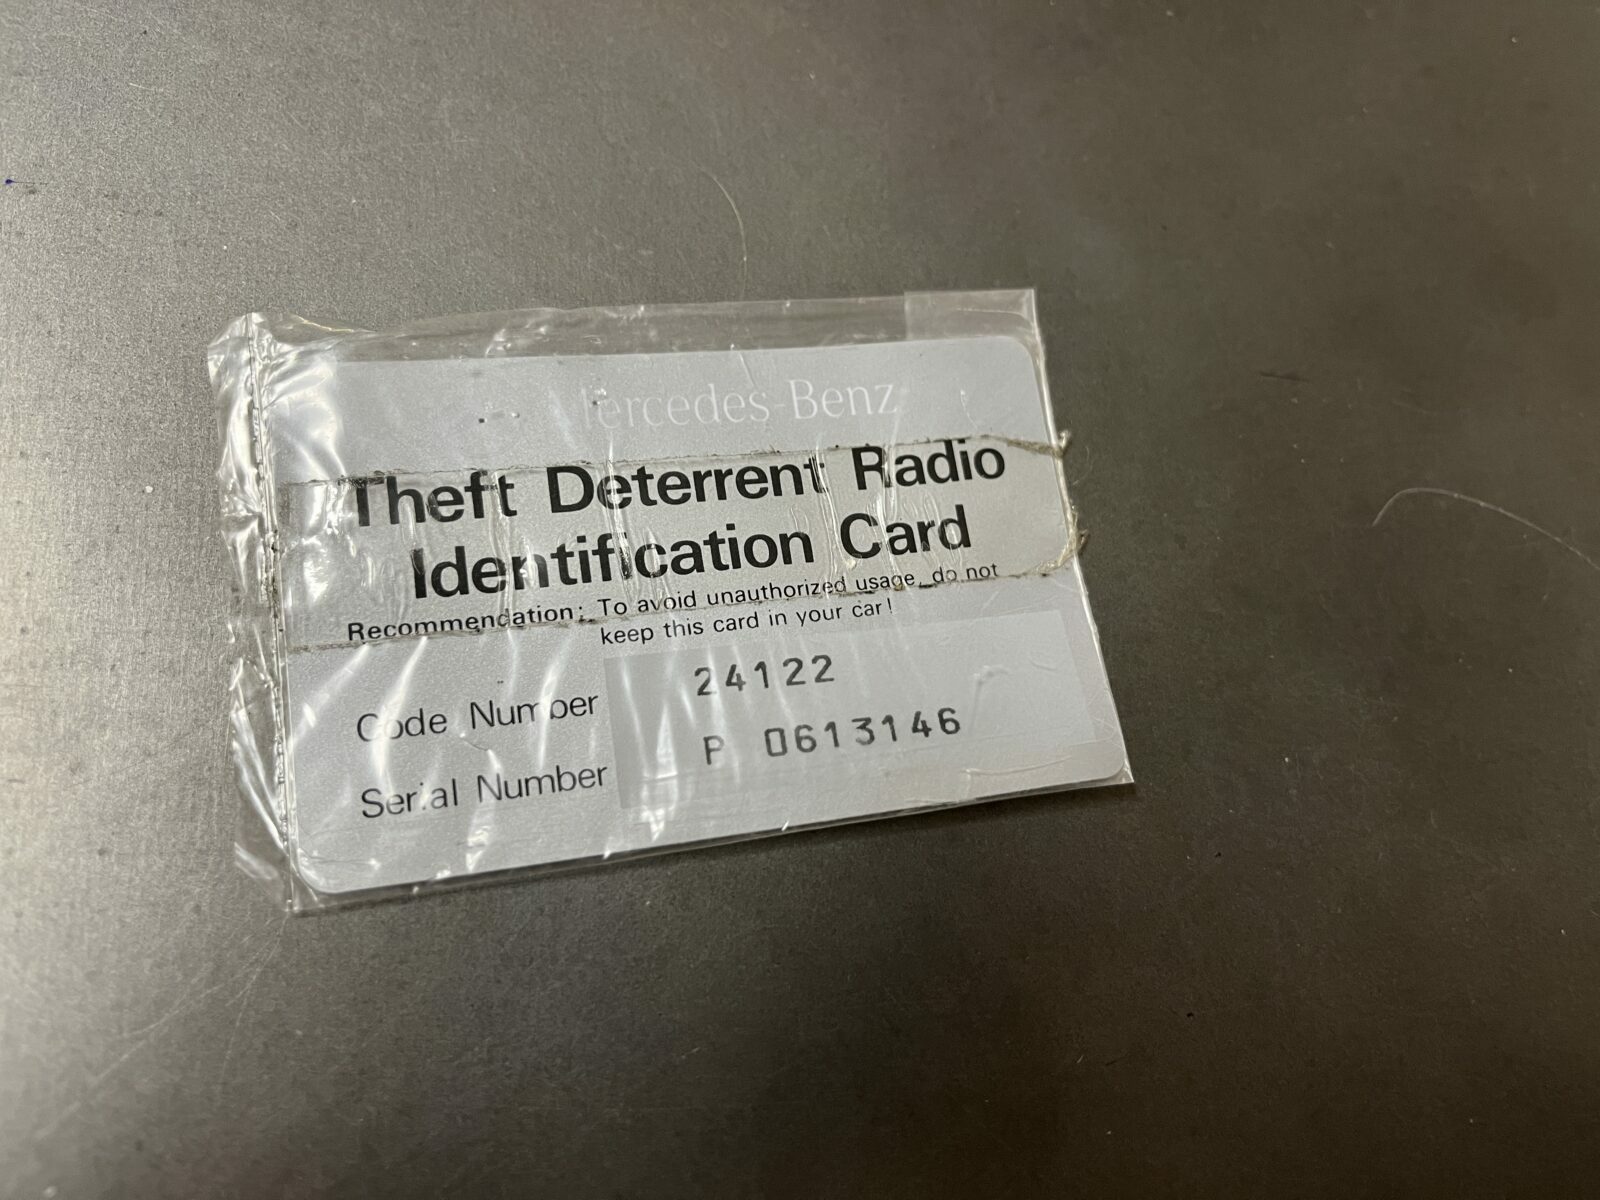 Mercedes-Benz
Theft Deterrent Radio
Identification Card
Recommendation: To avoid unauthorized usage, do not
keep this card in your car!
Code Number 24122
Serial Number P 0613146